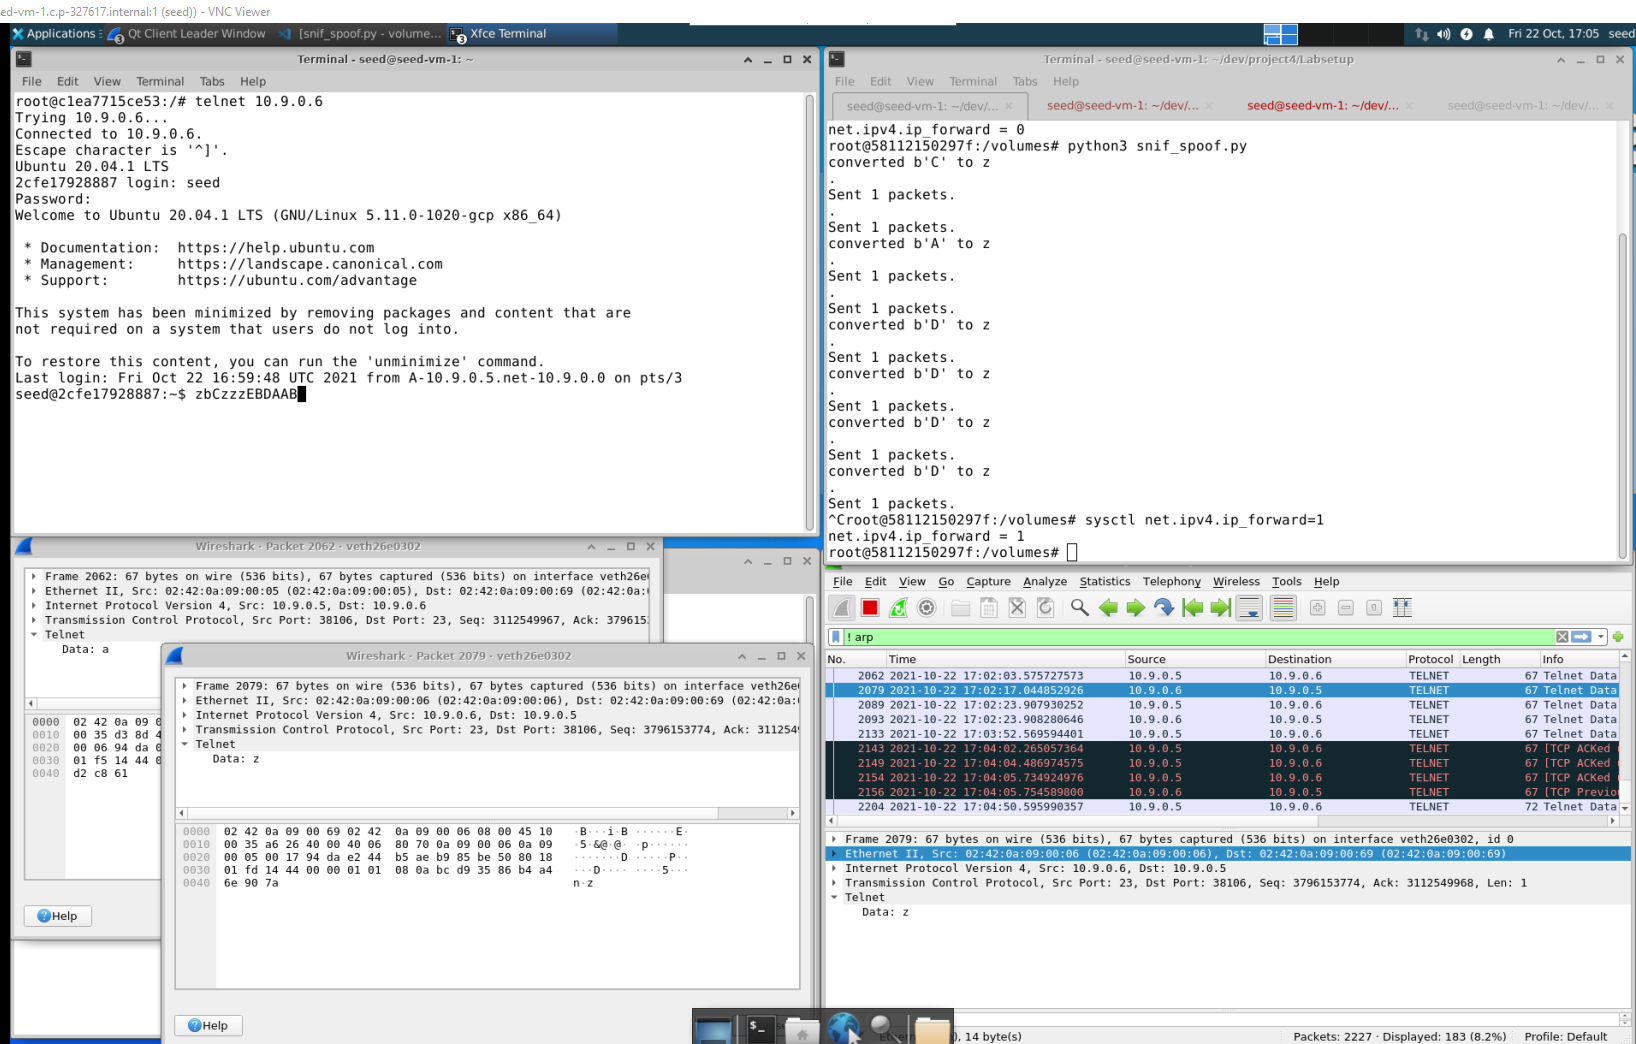 ed-vm-1.c.p-327617.internal:1 (seed)) - VNC Viewer
Applications
Qt Client Leader Window
[snif_spoof.py - volume...
Xfce Terminal
Fri 22 Oct, 17:05 seed
Terminal - seed@seed-vm-1: ~
File Edit View Terminal Tabs Help
root@c1ea7715ce53:/# telnet 10.9.0.6
Trying 10.9.0.6...
Connected to 10.9.0.6.
Escape character is '^]'.
Ubuntu 20.04.1 LTS
2cfe17928887 login: seed
Password:
Welcome to Ubuntu 20.04.1 LTS (GNU/Linux 5.11.0-1020-gcp x86_64)
* Documentation:  https://help.ubuntu.com
* Management:     https://landscape.canonical.com
* Support:        https://ubuntu.com/advantage
This system has been minimized by removing packages and content that are
not required on a system that users do not log into.
To restore this content, you can run the 'unminimize' command.
Last login: Fri Oct 22 16:59:48 UTC 2021 from A-10.9.0.5.net-10.9.0.0 on pts/3
seed@2cfe17928887:~$ zbCzzzEBDAAB
Terminal - seed@seed-vm-1: ~/dev/project4/Labsetup
File Edit View Terminal Tabs Help
seed@seed-vm-1: ~/dev/... seed@seed-vm-1: ~/dev/... seed@seed-vm-1: ~/dev/... seed@seed-vm-1: ~/dev/...
net.ipv4.ip_forward = 0
root@58112150297f:/volumes# python3 snif_spoof.py
converted b'C' to z
.
Sent 1 packets.
.
Sent 1 packets.
converted b'A' to z
.
Sent 1 packets.
.
Sent 1 packets.
converted b'D' to z
.
Sent 1 packets.
converted b'D' to z
.
Sent 1 packets.
converted b'D' to z
.
Sent 1 packets.
converted b'D' to z
.
Sent 1 packets.
^Croot@58112150297f:/volumes# sysctl net.ipv4.ip_forward=1
net.ipv4.ip_forward = 1
root@58112150297f:/volumes#
Wireshark · Packet 2062 · veth26e0302
Frame 2062: 67 bytes on wire (536 bits), 67 bytes captured (536 bits) on interface veth26e
Ethernet II, Src: 02:42:0a:09:00:05 (02:42:0a:09:00:05), Dst: 02:42:0a:09:00:69 (02:42:0a:
Internet Protocol Version 4, Src: 10.9.0.5, Dst: 10.9.0.6
Transmission Control Protocol, Src Port: 38106, Dst Port: 23, Seq: 3112549967, Ack: 379615
Telnet
Data: a
0000 02 42 0a 09 0
0010 00 35 d3 8d 4
0020 00 06 94 da 0
0030 01 f5 14 44 0
0040 d2 c8 61
Help
Wireshark · Packet 2079 · veth26e0302
Frame 2079: 67 bytes on wire (536 bits), 67 bytes captured (536 bits) on interface veth26e
Ethernet II, Src: 02:42:0a:09:00:06 (02:42:0a:09:00:06), Dst: 02:42:0a:09:00:69 (02:42:0a:
Internet Protocol Version 4, Src: 10.9.0.6, Dst: 10.9.0.5
Transmission Control Protocol, Src Port: 23, Dst Port: 38106, Seq: 3796153774, Ack: 311254
Telnet
Data: z
0000 02 42 0a 09 00 69 02 42 0a 09 00 06 08 00 45 10 ·B···i·B ······E·
0010 00 35 a6 26 40 00 40 06 80 70 0a 09 00 06 0a 09 ·5·&@·@· ·p······
0020 00 05 00 17 94 da e2 44 b5 ae b9 85 be 50 80 18 ·······D ·····P··
0030 01 fd 14 44 00 00 01 01 08 0a bc d9 35 86 b4 a4 ···D···· ····5···
0040 6e 90 7a n·z
Help
File Edit View Go Capture Analyze Statistics Telephony Wireless Tools Help
! arp
No. Time Source Destination Protocol Length Info
2062 2021-10-22 17:02:03.575727573 10.9.0.5 10.9.0.6 TELNET 67 Telnet Data
2079 2021-10-22 17:02:17.044852926 10.9.0.6 10.9.0.5 TELNET 67 Telnet Data
2089 2021-10-22 17:02:23.907930252 10.9.0.5 10.9.0.6 TELNET 67 Telnet Data
2093 2021-10-22 17:02:23.908280646 10.9.0.6 10.9.0.5 TELNET 67 Telnet Data
2133 2021-10-22 17:03:52.569594401 10.9.0.5 10.9.0.6 TELNET 67 Telnet Data
2143 2021-10-22 17:04:02.265057364 10.9.0.5 10.9.0.6 TELNET 67 [TCP ACKed
2149 2021-10-22 17:04:04.486974575 10.9.0.5 10.9.0.6 TELNET 67 [TCP ACKed
2154 2021-10-22 17:04:05.734924976 10.9.0.5 10.9.0.6 TELNET 67 [TCP ACKed
2156 2021-10-22 17:04:05.754589800 10.9.0.6 10.9.0.5 TELNET 67 [TCP Previo
2204 2021-10-22 17:04:50.595990357 10.9.0.5 10.9.0.6 TELNET 72 Telnet Data
Frame 2079: 67 bytes on wire (536 bits), 67 bytes captured (536 bits) on interface veth26e0302, id 0
Ethernet II, Src: 02:42:0a:09:00:06 (02:42:0a:09:00:06), Dst: 02:42:0a:09:00:69 (02:42:0a:09:00:69)
Internet Protocol Version 4, Src: 10.9.0.6, Dst: 10.9.0.5
Transmission Control Protocol, Src Port: 23, Dst Port: 38106, Seq: 3796153774, Ack: 3112549968, Len: 1
Telnet
Data: z
), 14 byte(s)
Packets: 2227 · Displayed: 183 (8.2%)
Profile: Default